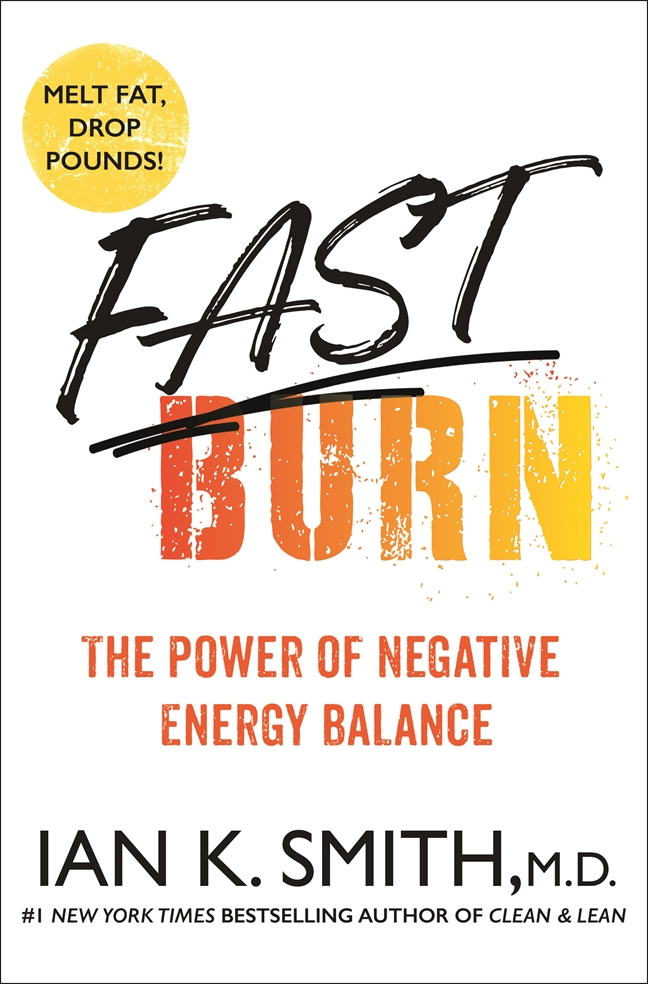 MELT FAT,
DROP
POUNDS!
FAST
BURN
THE POWER OF NEGATIVE
ENERGY BALANCE
IAN K. SMITH, M.D.
#1 NEW YORK TIMES BESTSELLING AUTHOR OF CLEAN & LEAN